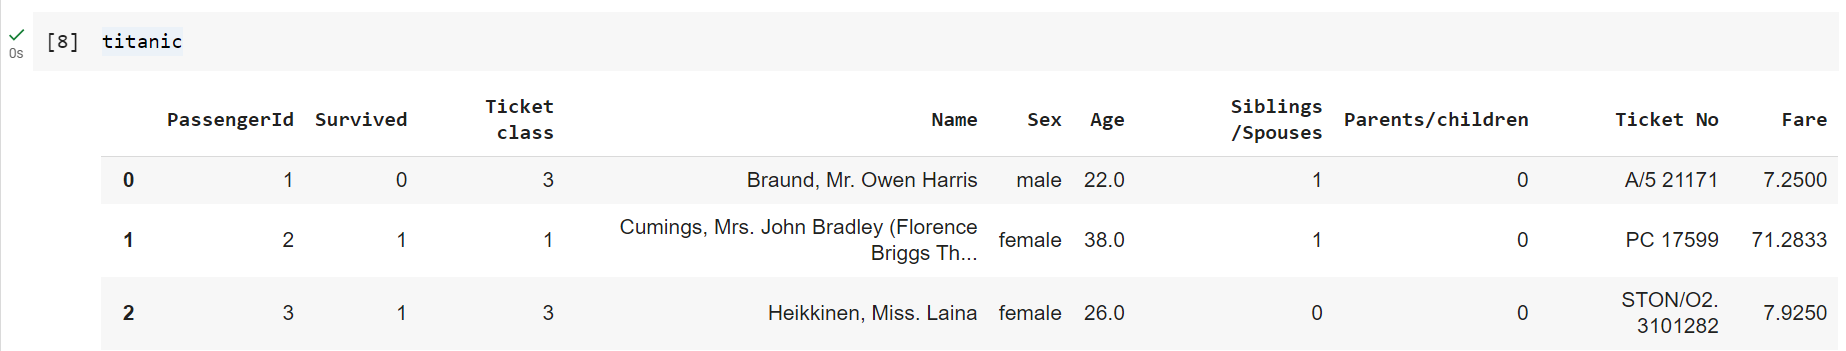 [8] titanic
0s
PassengerId Survived Ticket class Name Sex Age Siblings /Spouses Parents/children Ticket No Fare
0 1 0 3 Braund, Mr. Owen Harris male 22.0 1 0 A/5 21171 7.2500
1 2 1 1 Cumings, Mrs. John Bradley (Florence Briggs Th... female 38.0 1 0 PC 17599 71.2833
2 3 1 3 Heikkinen, Miss. Laina female 26.0 0 0 STON/O2. 3101282 7.9250